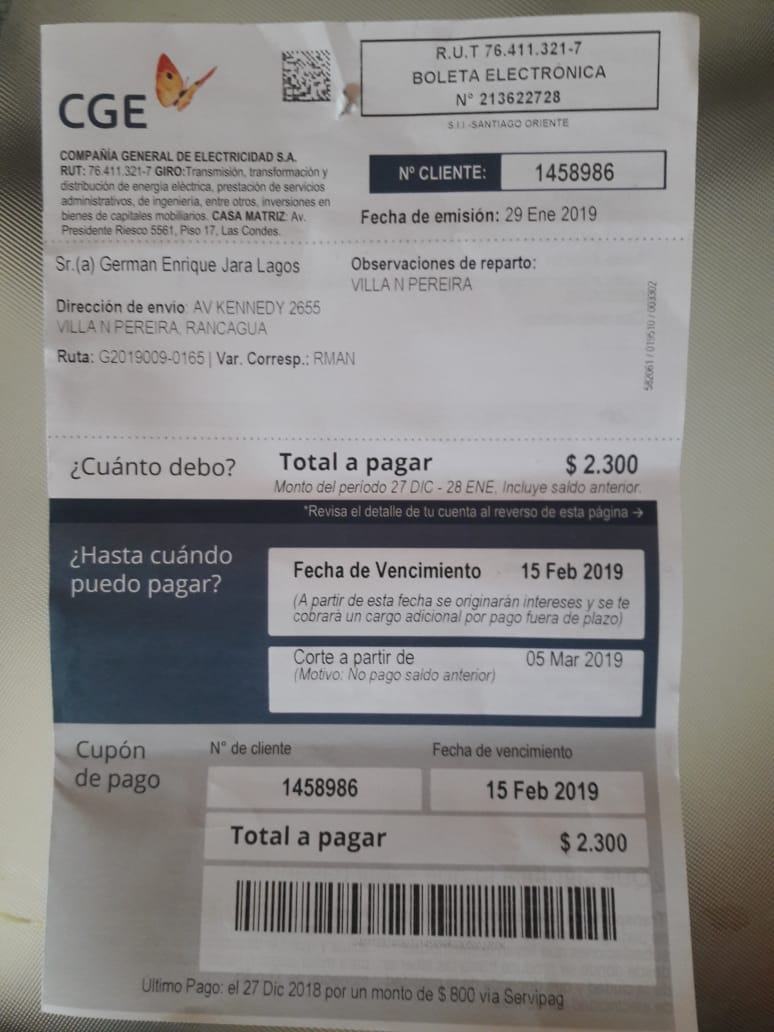 CGE
R.U.T 76.411.321-7
BOLETA ELECTRÓNICA
N° 213622728
S.I.I.-SANTIAGO ORIENTE
COMPAÑÍA GENERAL DE ELECTRICIDAD S.A.
RUT: 76.411.321-7 GIRO:Transmisión, transformación y
distribución de energía eléctrica, prestación de servicios
administrativos, de ingeniería, entre otros, inversiones en
bienes de capitales mobiliarios. CASA MATRIZ: Av.
Presidente Riesco 5561, Piso 17, Las Condes.
Nº CLIENTE: 1458986
Fecha de emisión: 29 Ene 2019
Sr.(a) German Enrique Jara Lagos
Dirección de envio: AV KENNEDY 2655
VILLA N PEREIRA, RANCAGUA
Ruta: G2019009-0165 | Var. Corresp.: RMAN
Observaciones de reparto:
VILLA N PEREIRA
582061 / 019510 / 003302
¿Cuánto debo? Total a pagar $ 2.300
Monto del período 27 DIC - 28 ENE, Incluye saldo anterior.
*Revisa el detalle de tu cuenta al reverso de esta página →
¿Hasta cuándo
puedo pagar?
Fecha de Vencimiento 15 Feb 2019
(A partir de esta fecha se originarán intereses y se te
cobrará un cargo adicional por pago fuera de plazo)
Corte a partir de 05 Mar 2019
(Motivo: No pago saldo anterior)
Cupón
de pago
N° de cliente Fecha de vencimiento
1458986 15 Feb 2019
Total a pagar $ 2.300
Último Pago: el 27 Dic 2018 por un monto de $ 800 via Servipag